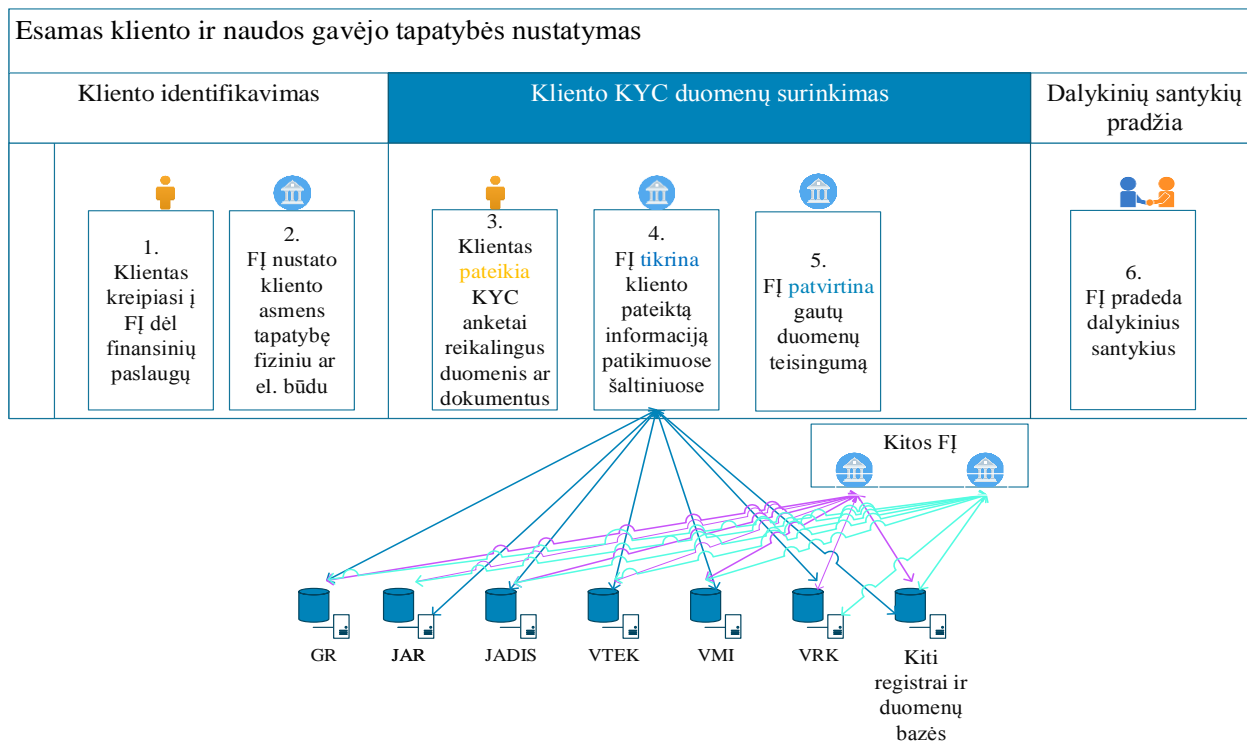 Esamas kliento ir naudos gavėjo tapatybės nustatymas
Kliento identifikavimas
Kliento KYC duomenų surinkimas
Dalykinių santykių
pradžia
1.
Klientas
kreipiasi į
FĮ dėl
finansinių
paslaugų
2.
FĮ nustato
kliento
asmens
tapatybę
fiziniu ar
el. būdu
3.
Klientas
pateikia
KYC
anketai
reikalingus
duomenis ar
dokumentus
4.
FĮ tikrina
kliento
pateiktą
informaciją
patikimuose
šaltiniuose
5.
FĮ patvirtina
gautų
duomenų
teisingumą
6.
FĮ pradeda
dalykinius
santykius
Kitos FĮ
GR
JAR
JADIS
VTEK
VMI
VRK
Kiti
registrai ir
duomenų
bazės